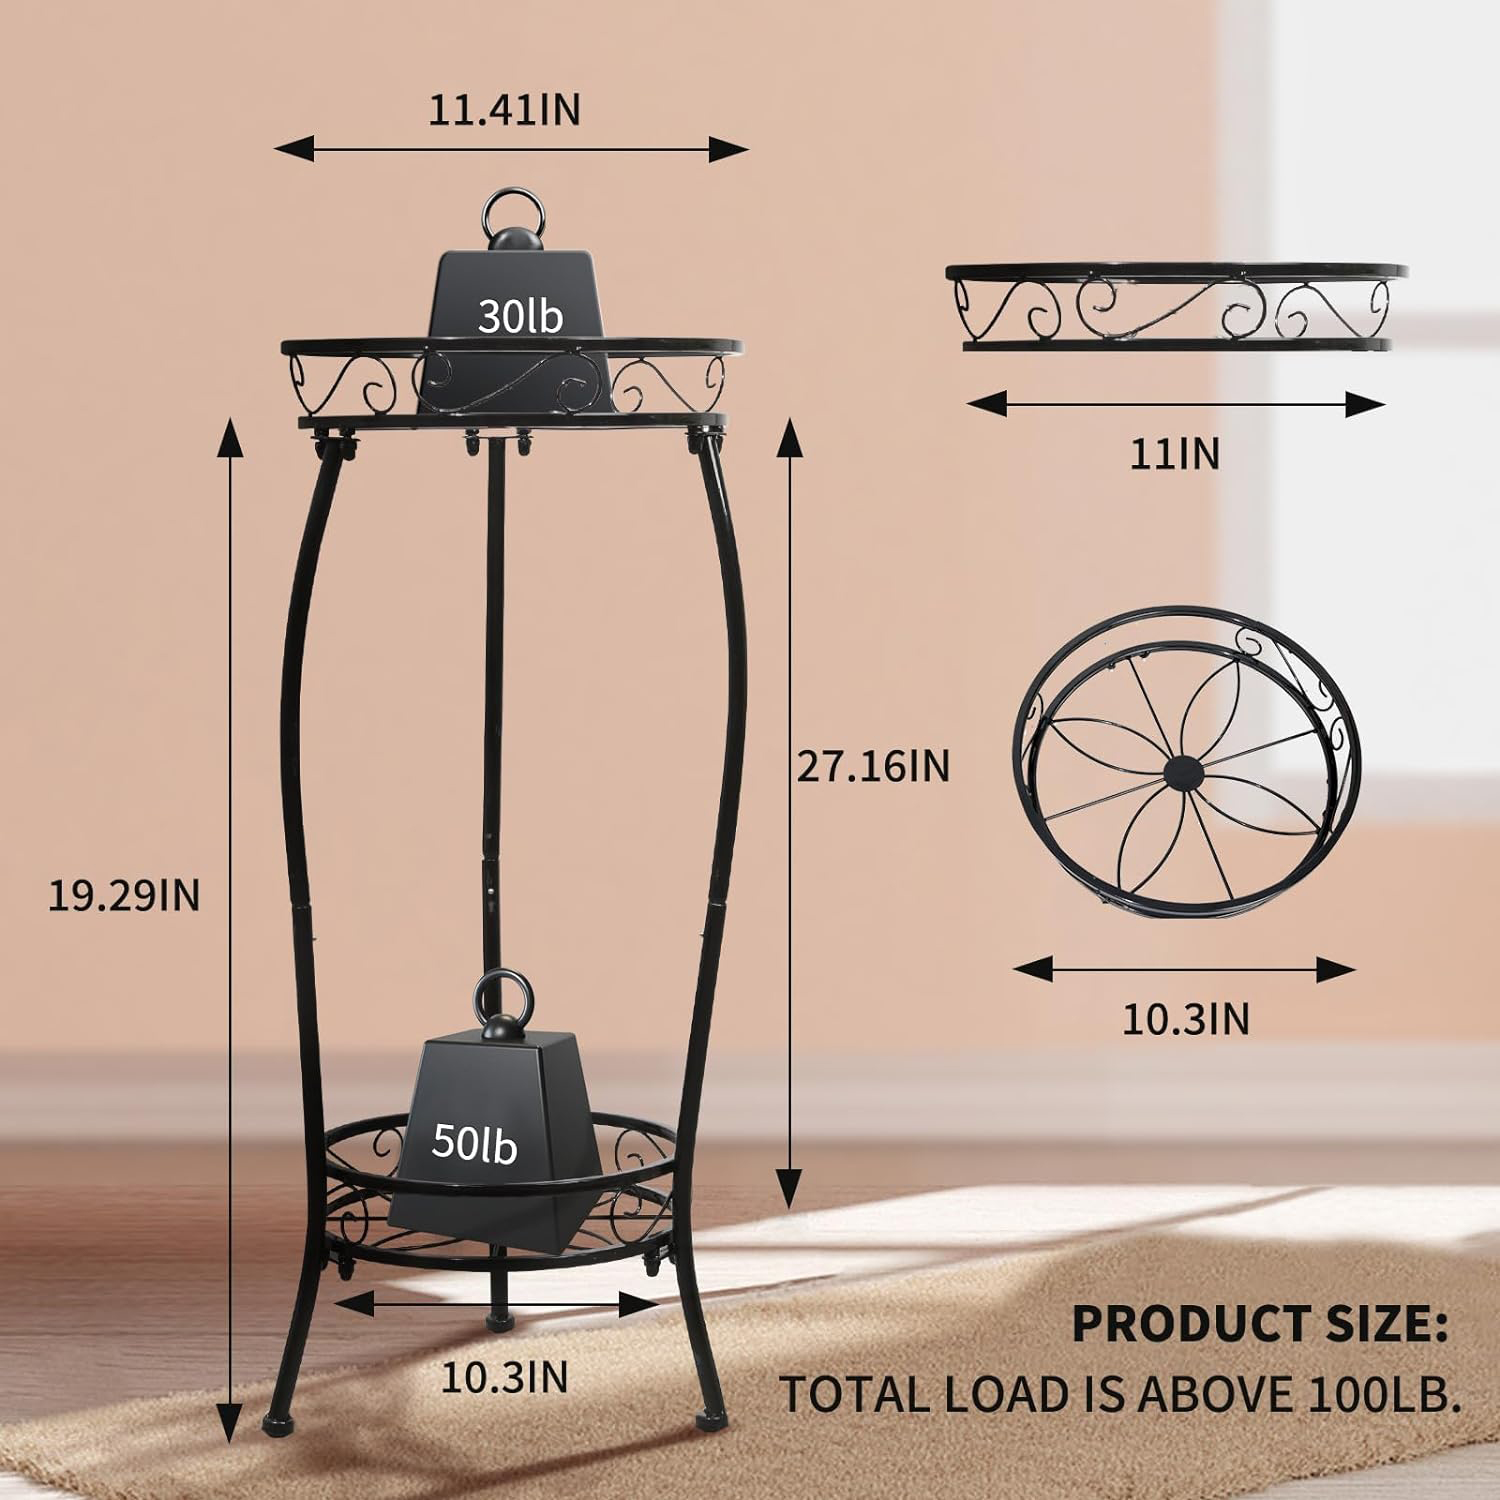 11.41IN
30lb
11IN
27.16IN
19.29IN
10.3IN
50lb
10.3IN
PRODUCT SIZE:
TOTAL LOAD IS ABOVE 100LB.